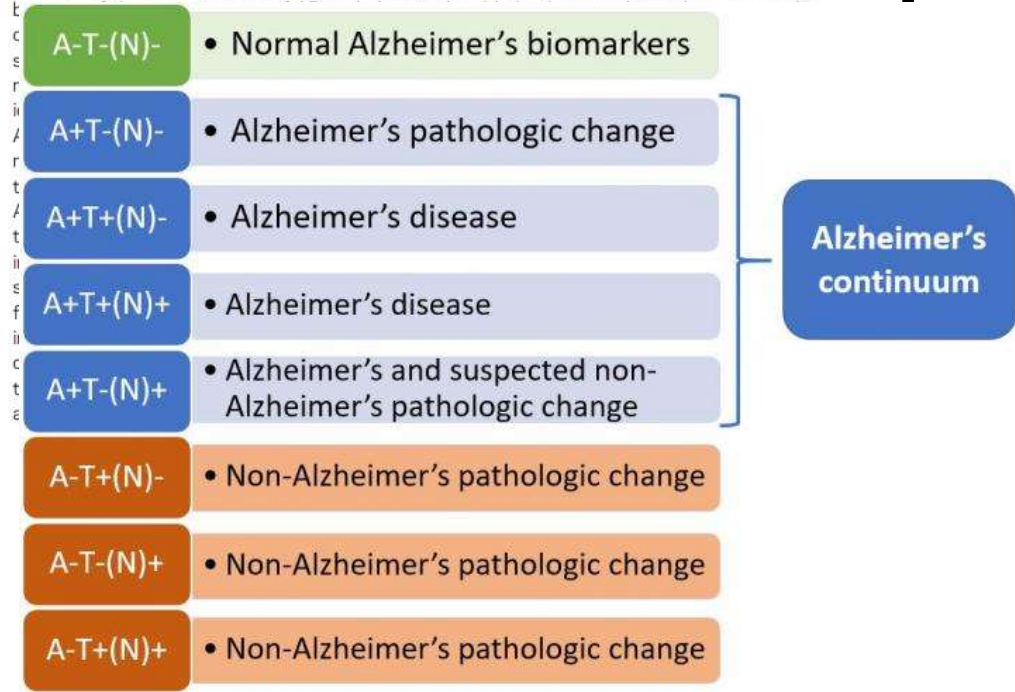 A-T-(N)-
• Normal Alzheimer's biomarkers
A+T-(N)-
• Alzheimer's pathologic change
A+T+(N)-
• Alzheimer's disease
A+T+(N)+
• Alzheimer's disease
A+T-(N)+
• Alzheimer's and suspected non-
Alzheimer's pathologic change
Alzheimer's
continuum
A-T+(N)-
• Non-Alzheimer's pathologic change
A-T-(N)+
• Non-Alzheimer's pathologic change
A-T+(N)+
• Non-Alzheimer's pathologic change